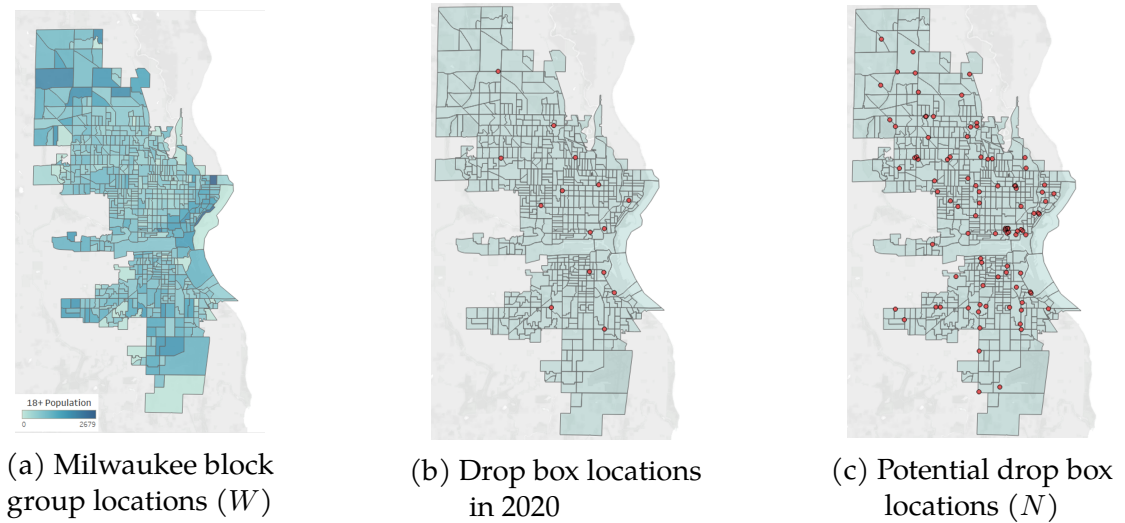 18+ Population
0 2679
(a) Milwaukee block
group locations (W)
(b) Drop box locations
in 2020
(c) Potential drop box
locations (N)